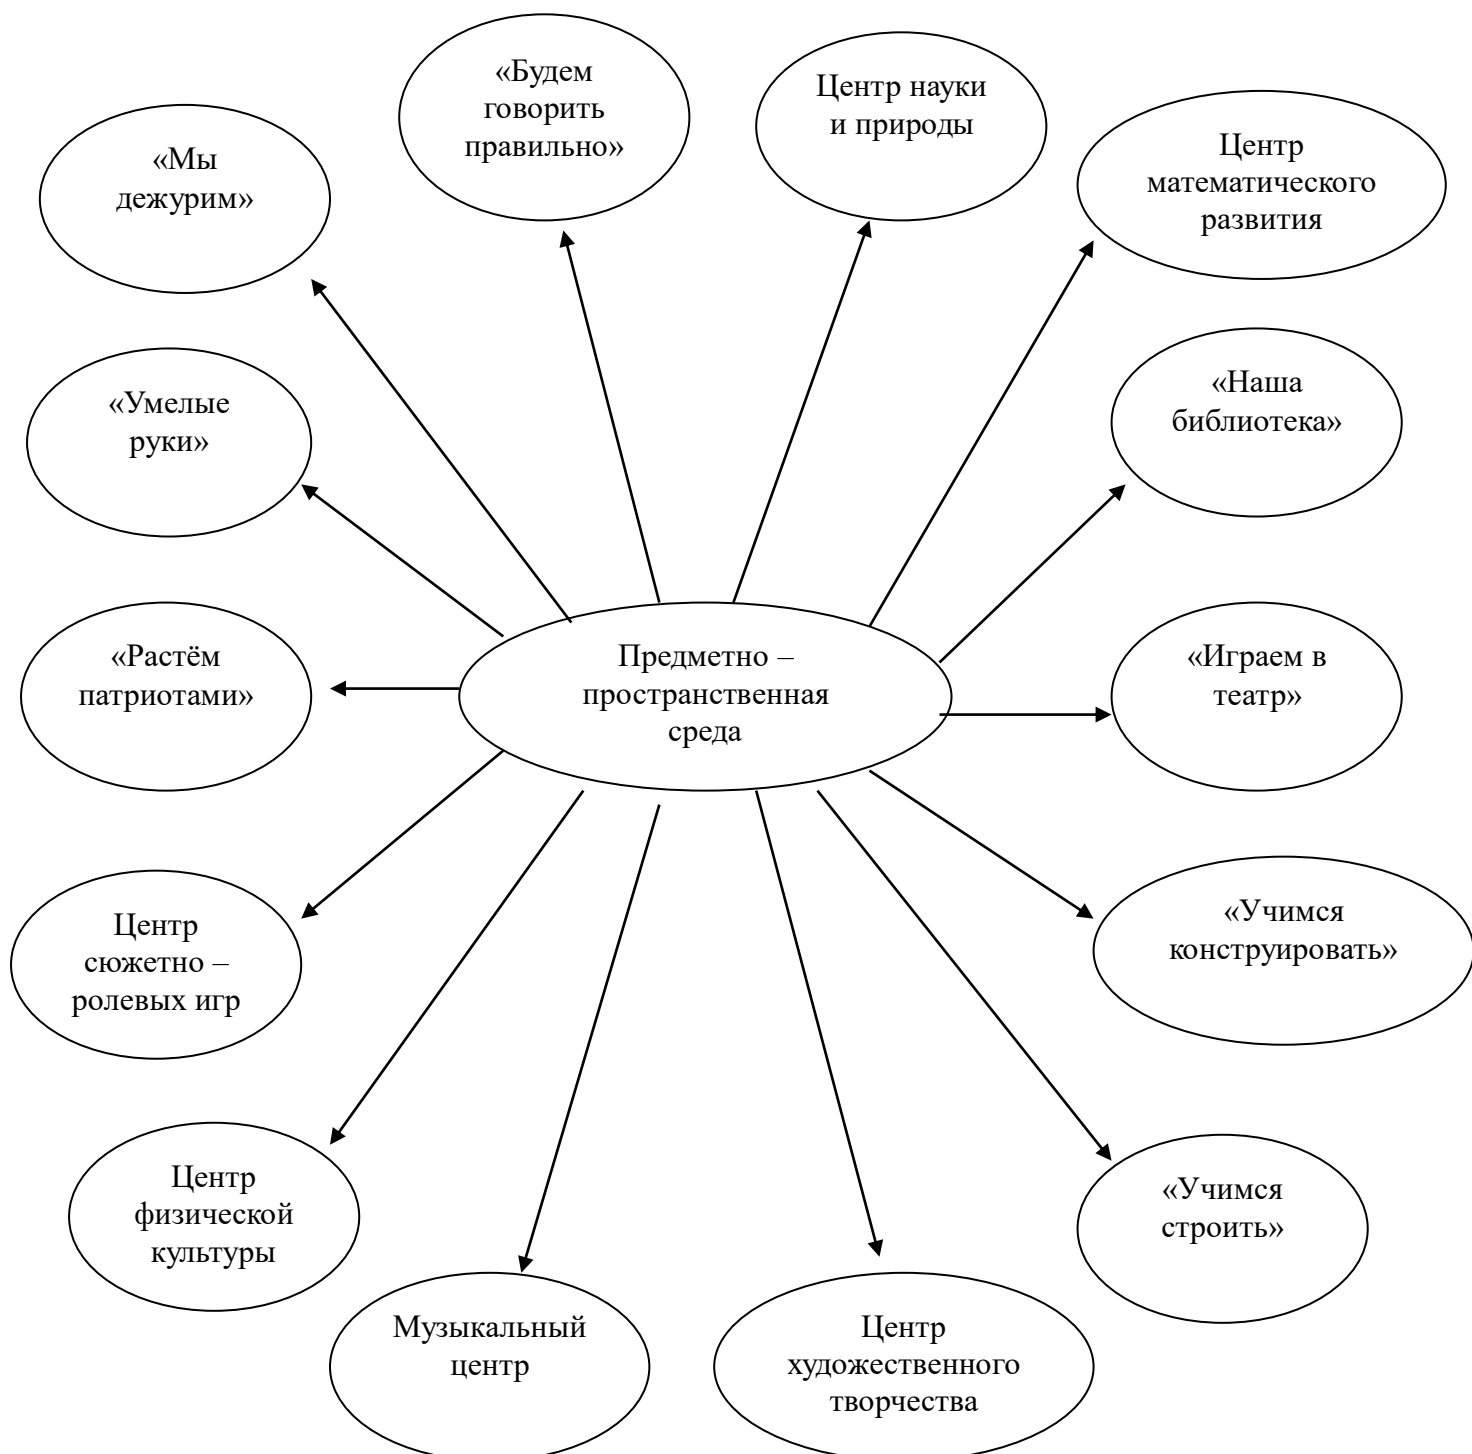 «Будем
говорить
правильно»
Центр науки
и природы
«Мы
дежурим»
Центр
математического
развития
«Умелые
руки»
«Наша
библиотека»
«Растём
патриотами»
Предметно –
пространственная
среда
«Играем в
театр»
Центр
сюжетно –
ролевых игр
«Учимся
конструировать»
Центр
физической
культуры
«Учимся
строить»
Музыкальный
центр
Центр
художественного
творчества